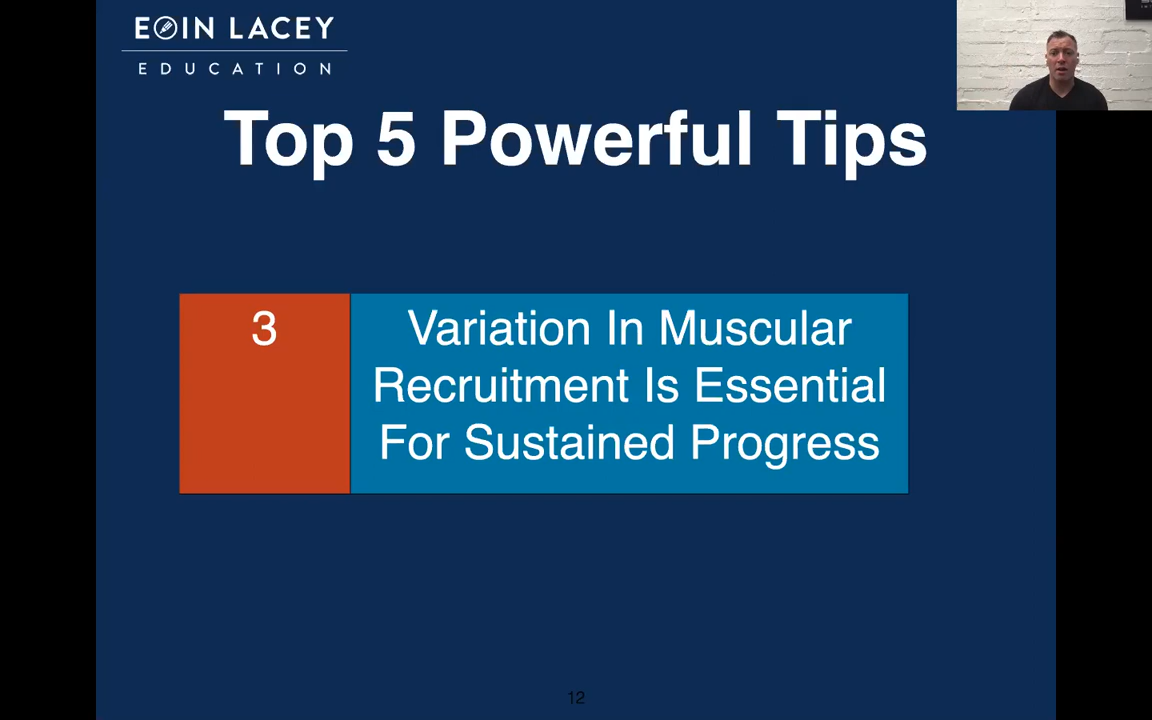 EOIN LACEY
EDUCATION
Top 5 Powerful Tips
3
Variation In Muscular
Recruitment Is Essential
For Sustained Progress
12